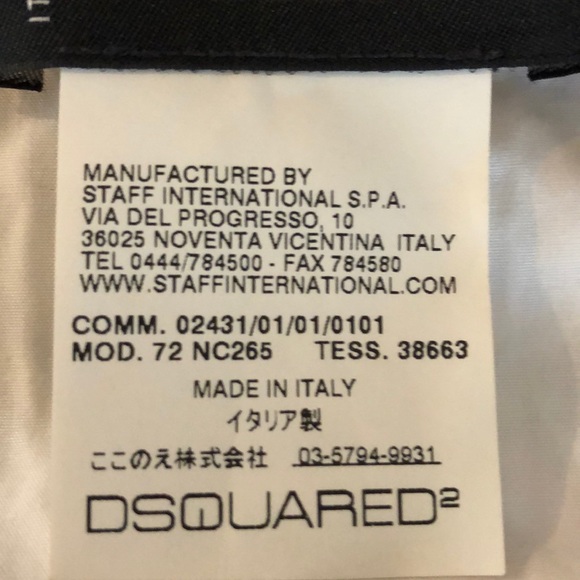 IT
MANUFACTURED BY
STAFF INTERNATIONAL S.P.A.
VIA DEL PROGRESSO, 10
36025 NOVENTA VICENTINA ITALY
TEL 0444/784500 - FAX 784580
WWW.STAFFINTERNATIONAL.COM
COMM. 02431/01/01/0101
MOD. 72 NC265 TESS. 38663
MADE IN ITALY
イタリア製
ここのえ株式会社 03-5794-9931
DSQUARED²